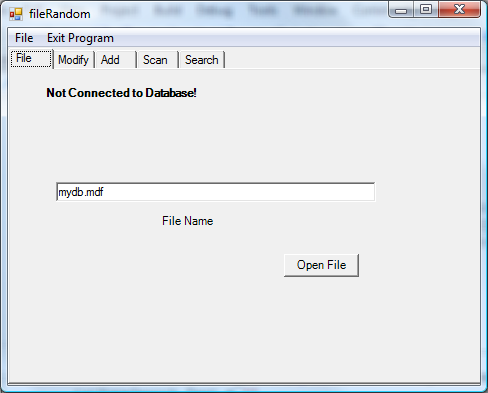 fileRandom
File Exit Program
File Modify Add Scan Search
Not Connected to Database!
mydb.mdf
File Name
Open File